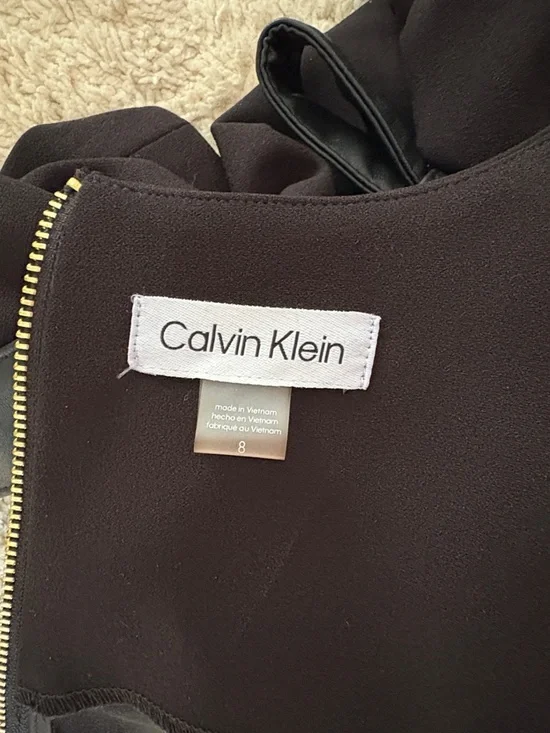 Calvin Klein
made in Vietnam
hecho en Vietnam
fabriqué au Vietnam
8